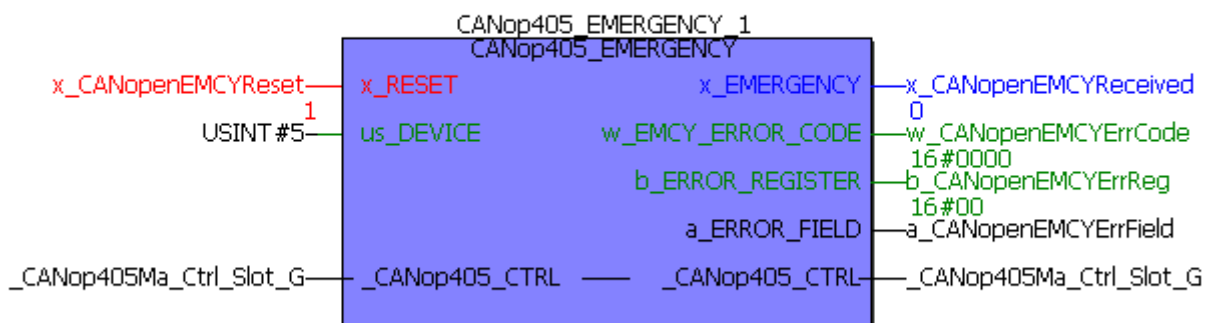 CANop405_EMERGENCY_1
CANop405_EMERGENCY
x_CANopenEMCYReset x_RESET x_EMERGENCY x_CANopenEMCYReceived
1 0
USINT#5 us_DEVICE w_EMCY_ERROR_CODE w_CANopenEMCYErrCode
16#0000
b_ERROR_REGISTER b_CANopenEMCYErrReg
16#00
a_ERROR_FIELD a_CANopenEMCYErrField
_CANop405Ma_Ctrl_Slot_G _CANop405_CTRL _CANop405_CTRL _CANop405Ma_Ctrl_Slot_G